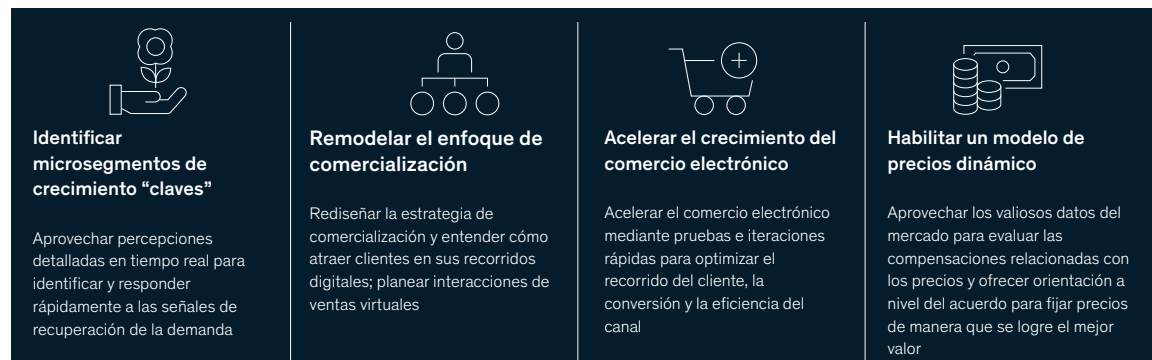 Identificar
microsegmentos de
crecimiento “claves”
Aprovechar percepciones
detalladas en tiempo real para
identificar y responder
rápidamente a las señales de
recuperación de la demanda
Remodelar el enfoque de
comercialización
Rediseñar la estrategia de
comercialización y entender cómo
atraer clientes en sus recorridos
digitales; planear interacciones de
ventas virtuales
Acelerar el crecimiento del
comercio electrónico
Acelerar el comercio electrónico
mediante pruebas e iteraciones
rápidas para optimizar el
recorrido del cliente, la
conversión y la eficiencia del
canal
Habilitar un modelo de
precios dinámico
Aprovechar los valiosos datos del
mercado para evaluar las
compensaciones relacionadas con
los precios y ofrecer orientación a
nivel del acuerdo para fijar precios
de manera que se logre el mejor
valor